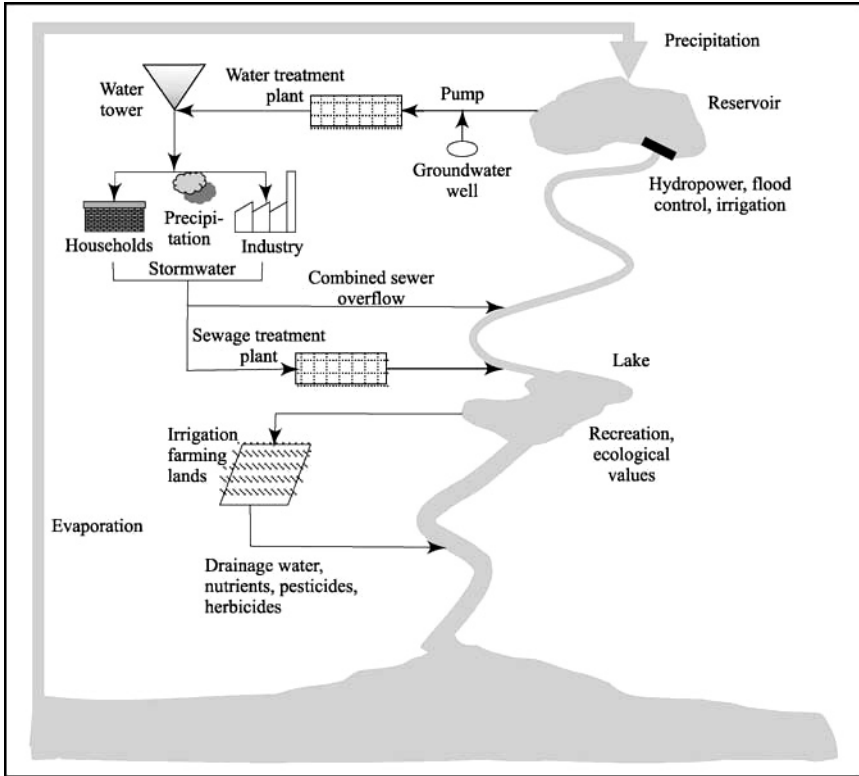 Precipitation
Water
tower
Water treatment
plant
Pump
Reservoir
Groundwater
well
Hydropower, flood
control, irrigation
Households
Precipi-
tation
Industry
Stormwater
Combined sewer
overflow
Sewage treatment
plant
Lake
Irrigation
farming
lands
Recreation,
ecological
values
Evaporation
Drainage water,
nutrients, pesticides,
herbicides